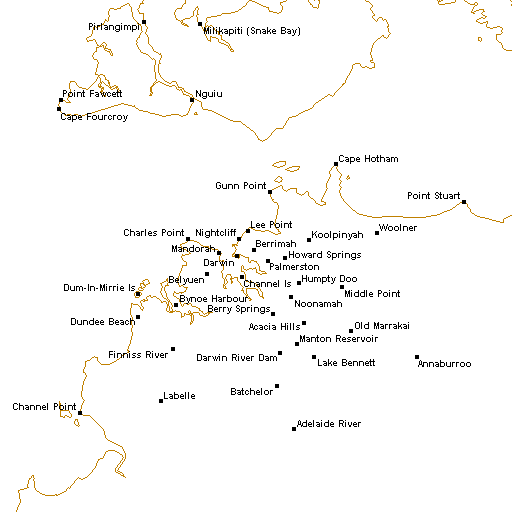 Pirlangimpi
Milikapiti (Snake Bay)
Point Fawcett
Nguiu
Cape Fourcroy
Cape Hotham
Gunn Point
Point Stuart
Lee Point
Charles Point
Nightcliff
Koolpinyah
Woolner
Mandorah
Berrimah
Darwin
Palmerston
Howard Springs
Belyuen
Channel Is
Humpty Doo
Dum-In-Mirrie Is
Middle Point
Bynoe Harbour
Noonamah
Berry Springs
Dundee Beach
Acacia Hills
Old Marrakai
Manton Reservoir
Finniss River
Darwin River Dam
Lake Bennett
Annaburroo
Batchelor
Labelle
Channel Point
Adelaide River